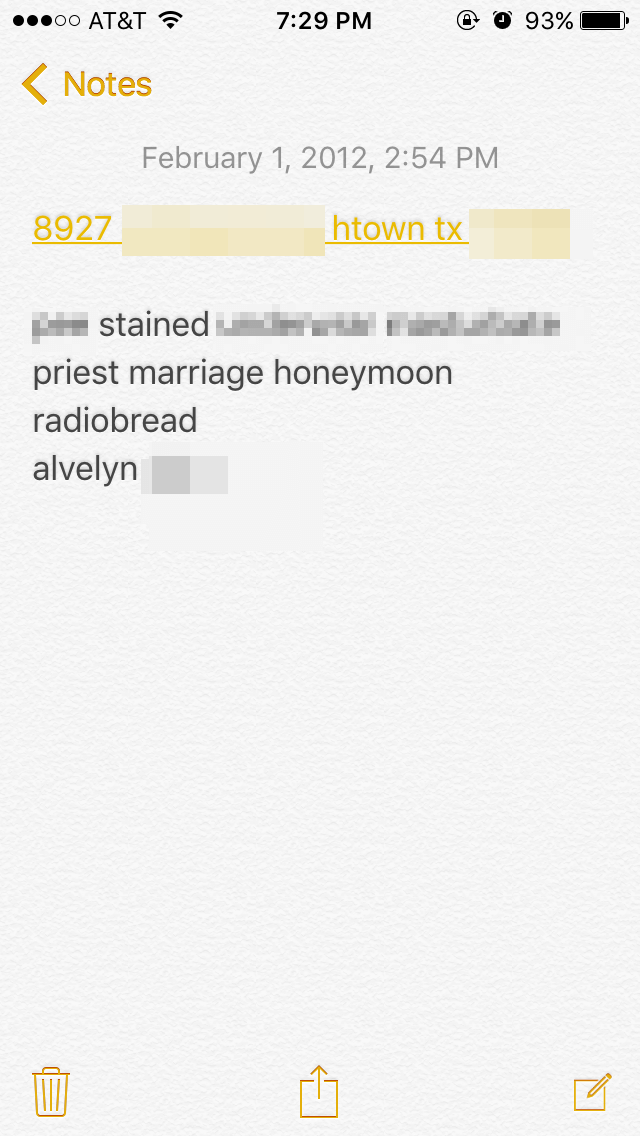 AT&T 7:29 PM 93%
Notes
February 1, 2012, 2:54 PM
8927 htown tx
stained
priest marriage honeymoon
radiobread
alvelyn